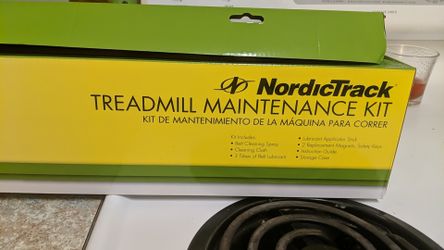 NordicTrack
TREADMILL MAINTENANCE KIT
KIT DE MANTENIMIENTO DE LA MÁQUINA PARA CORRER
Kit Includes:
• Belt Cleaning Spray
• Cleaning Cloth
• 3 Tubes of Belt Lubricant
• Lubricant Applicator Stick
• 2 Replacement Magnetic Safety Keys
• Instruction Guide
• Storage Case